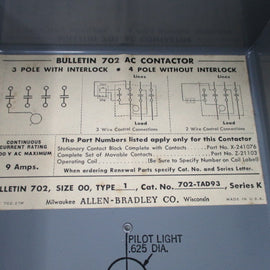 BULLETIN 702 AC CONTACTOR
3 POLE WITH INTERLOCK • 4 POLE WITHOUT INTERLOCK
Lines
Lines
Load
Load
3 Wire Control Connections
2 Wire Control Connections
CONTINUOUS
CURRENT RATING
00 V AC MAXIMUM
9 Amps.
The Part Numbers listed apply only for this Contactor
Stationary Contact Block Complete with Contacts Part No. X-241076
Complete Set of Movable Contacts Part No. Z-21103
Operating Coil (Be Sure to Specify Number on Coil Label)
When ordering Renewal Parts specify Cat. No. and Series Letter.
LLETIN 702, SIZE 00, TYPE 1, Cat. No. 702-TAD93, Series K
Milwaukee ALLEN-BRADLEY CO. Wisconsin
MADE IN U.S.A.
PILOT LIGHT
.625 DIA.